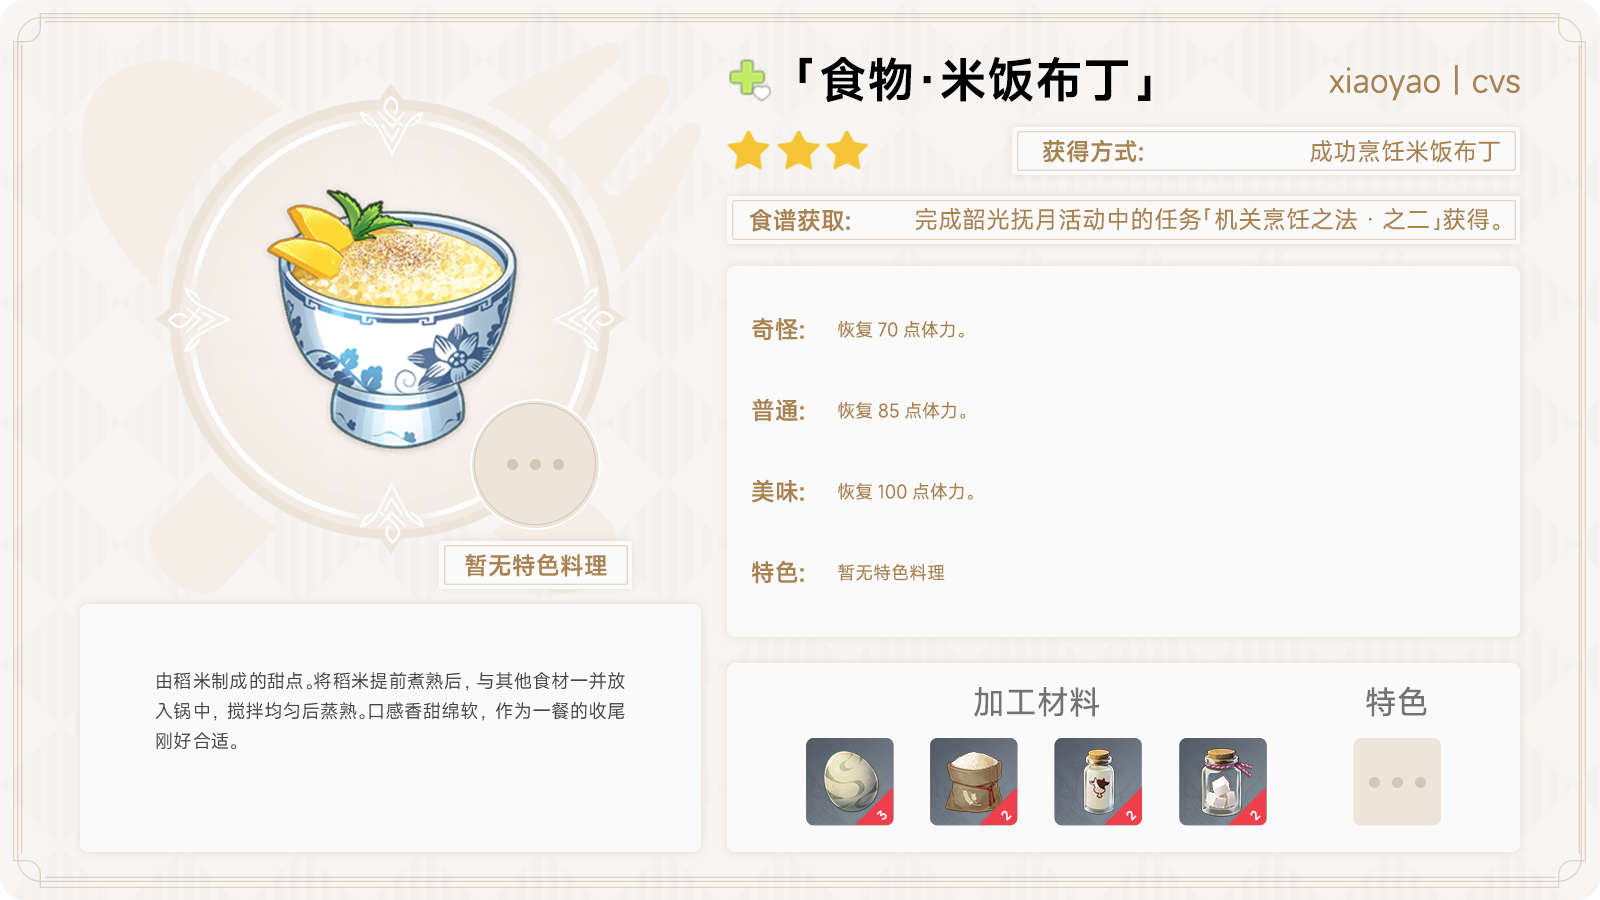 「食物·米饭布丁」
xiaoyao | cvs
获得方式:
成功烹饪米饭布丁
食谱获取:
完成韶光抚月活动中的任务「机关烹饪之法·之二」获得。
奇怪:
恢复 70 点体力。
普通:
恢复 85 点体力。
美味:
恢复 100 点体力。
特色:
暂无特色料理
暂无特色料理
由稻米制成的甜点。将稻米提前煮熟后，与其他食材一并放
入锅中，搅拌均匀后蒸熟。口感香甜绵软，作为一餐的收尾
刚好合适。
加工材料
特色
3
2
2
2